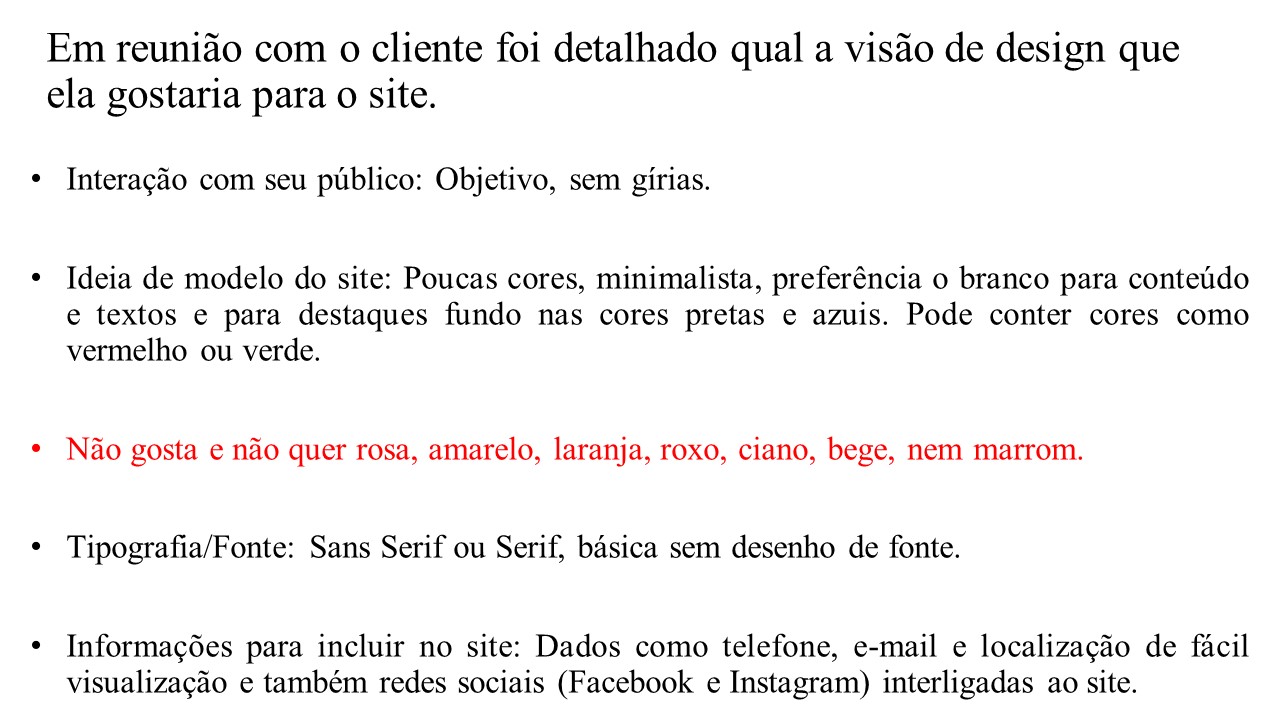 Em reunião com o cliente foi detalhado qual a visão de design que
ela gostaria para o site.
• Interação com seu público: Objetivo, sem gírias.
• Ideia de modelo do site: Poucas cores, minimalista, preferência o branco para conteúdo
e textos e para destaques fundo nas cores pretas e azuis. Pode conter cores como
vermelho ou verde.
• Não gosta e não quer rosa, amarelo, laranja, roxo, ciano, bege, nem marrom.
• Tipografia/Fonte: Sans Serif ou Serif, básica sem desenho de fonte.
• Informações para incluir no site: Dados como telefone, e-mail e localização de fácil
visualização e também redes sociais (Facebook e Instagram) interligadas ao site.